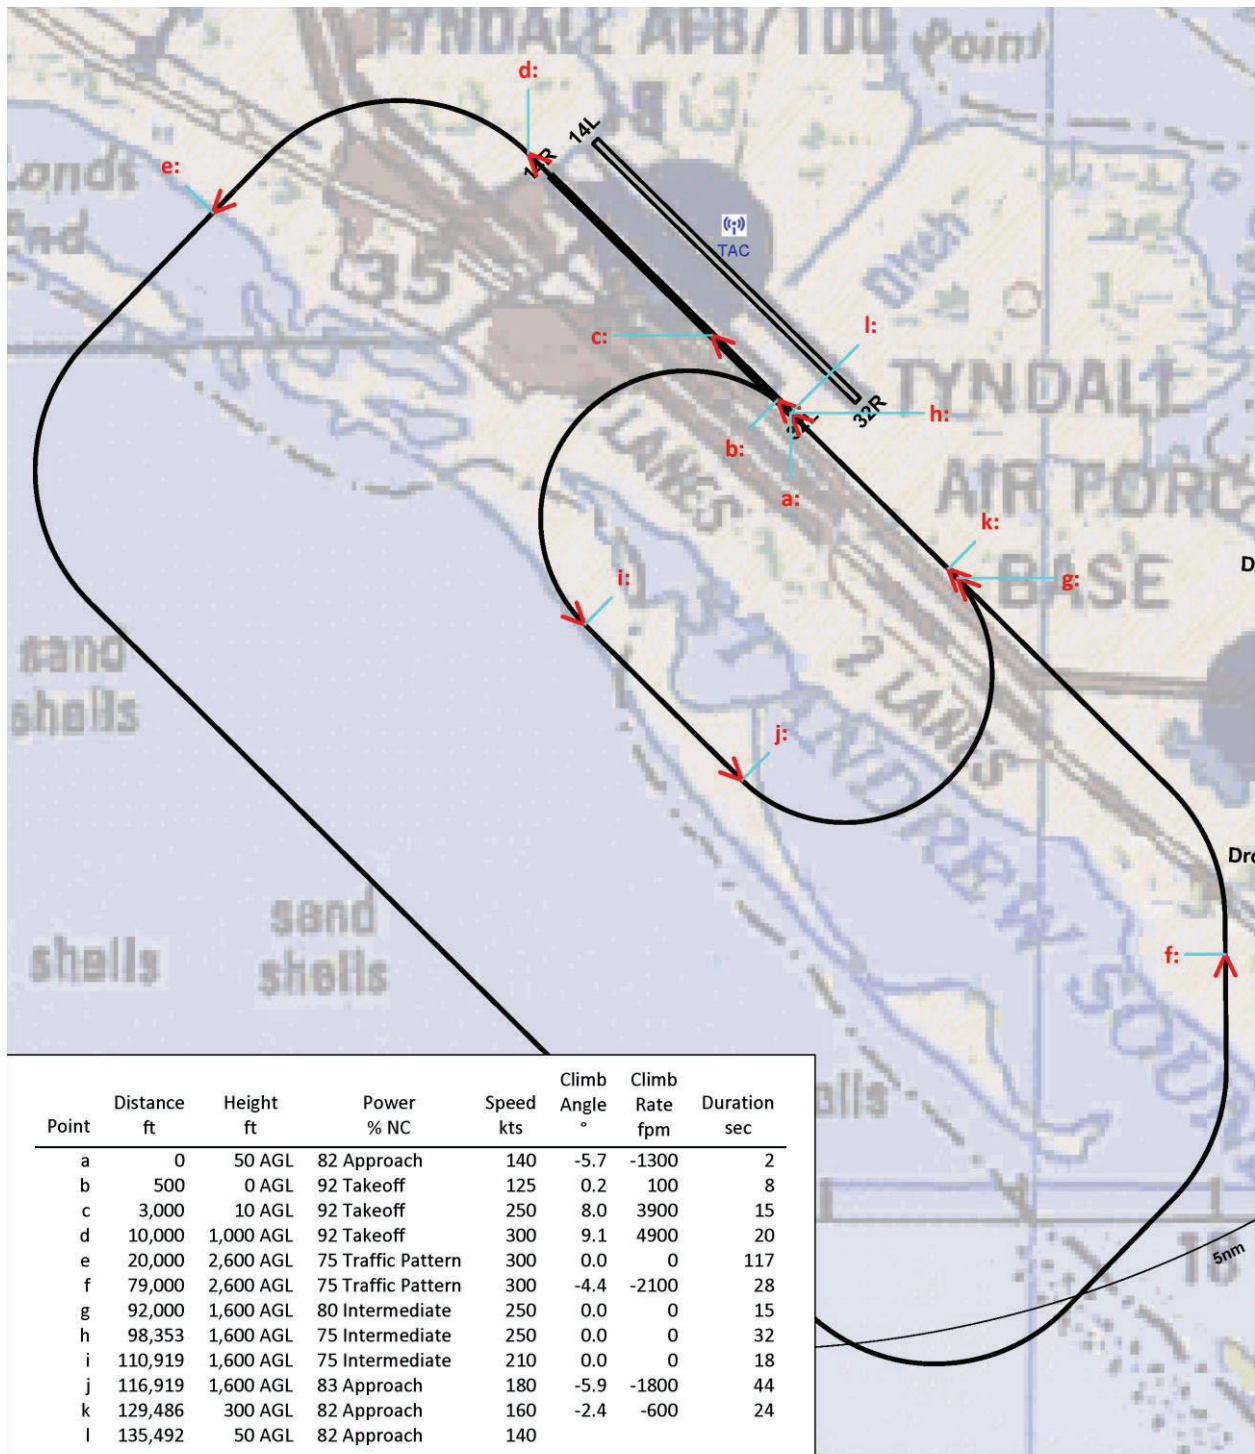 TYNDALL AFB/100
Point
d:
14L
14R
e:
Lands
End
TAC
35
Ditch
c:
l:
TYNDALL
32R
h:
b:
LANES
a:
AIR FORC
k:
BASE
D
i:
g:
2 LANES
sand
shells
j:
ANDREW SOUN
Dro
sand
shells
shells
f:
5nm
18
Climb Climb
Distance Height Power Speed Angle Rate Duration
Point ft ft % NC kts ° fpm sec
a 0 50 AGL 82 Approach 140 -5.7 -1300 2
b 500 0 AGL 92 Takeoff 125 0.2 100 8
c 3,000 10 AGL 92 Takeoff 250 8.0 3900 15
d 10,000 1,000 AGL 92 Takeoff 300 9.1 4900 20
e 20,000 2,600 AGL 75 Traffic Pattern 300 0.0 0 117
f 79,000 2,600 AGL 75 Traffic Pattern 300 -4.4 -2100 28
g 92,000 1,600 AGL 80 Intermediate 250 0.0 0 15
h 98,353 1,600 AGL 75 Intermediate 250 0.0 0 32
i 110,919 1,600 AGL 75 Intermediate 210 0.0 0 18
j 116,919 1,600 AGL 83 Approach 180 -5.9 -1800 44
k 129,486 300 AGL 82 Approach 160 -2.4 -600 24
l 135,492 50 AGL 82 Approach 140